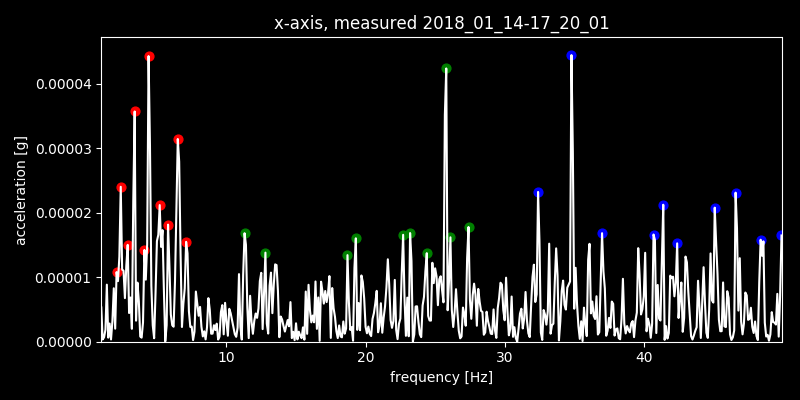 x-axis, measured 2018_01_14-17_20_01
acceleration [g]
0.00004
0.00003
0.00002
0.00001
0.00000
10 20 30 40
frequency [Hz]